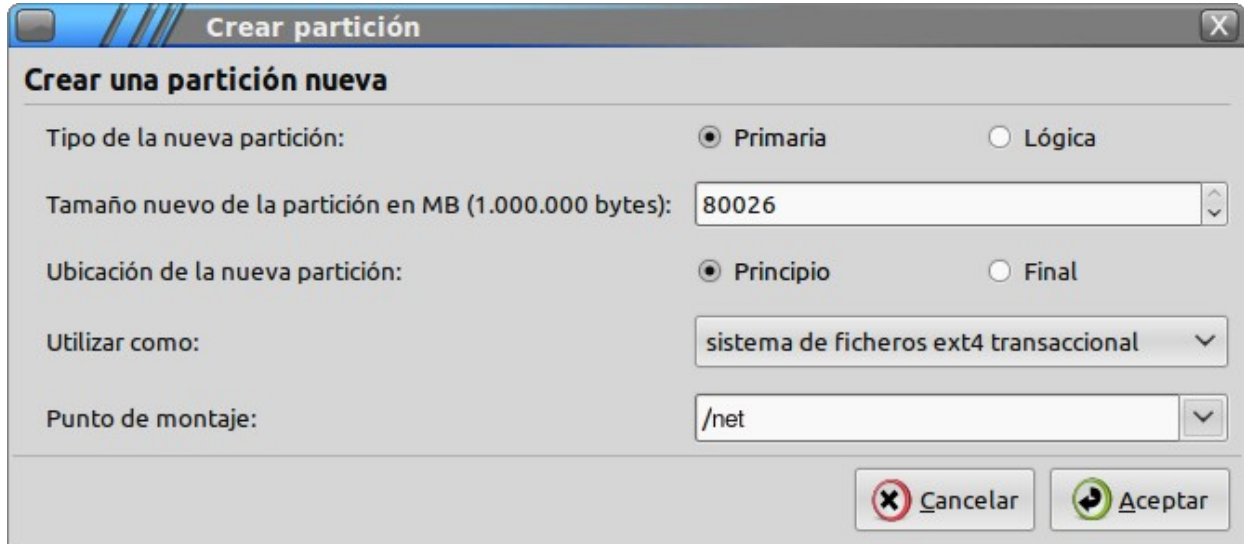 Crear partición
X
Crear una partición nueva
Tipo de la nueva partición: Primaria Lógica
Tamaño nuevo de la partición en MB (1.000.000 bytes): 80026
Ubicación de la nueva partición: Principio Final
Utilizar como: sistema de ficheros ext4 transaccional
Punto de montaje: /net
Cancelar Aceptar